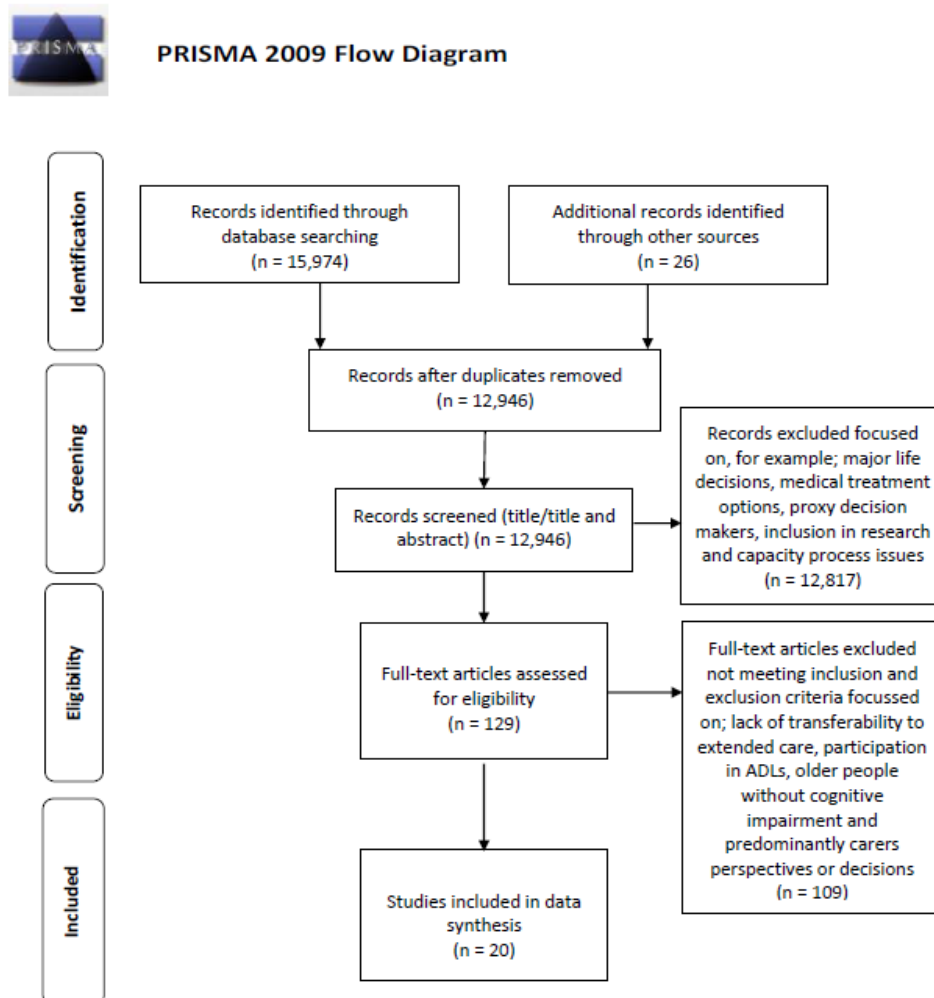 PRISMA
PRISMA 2009 Flow Diagram
Identification
Records identified through
database searching
(n = 15,974)
Additional records identified
through other sources
(n = 26)
Screening
Records after duplicates removed
(n = 12,946)
Records screened (title/title and
abstract) (n = 12,946)
Records excluded focused
on, for example; major life
decisions, medical treatment
options, proxy decision
makers, inclusion in research
and capacity process issues
(n = 12,817)
Eligibility
Full-text articles assessed
for eligibility
(n = 129)
Full-text articles excluded
not meeting inclusion and
exclusion criteria focussed
on; lack of transferability to
extended care, participation
in ADLs, older people
without cognitive
impairment and
predominantly carers
perspectives or decisions
(n = 109)
Included
Studies included in data
synthesis
(n = 20)